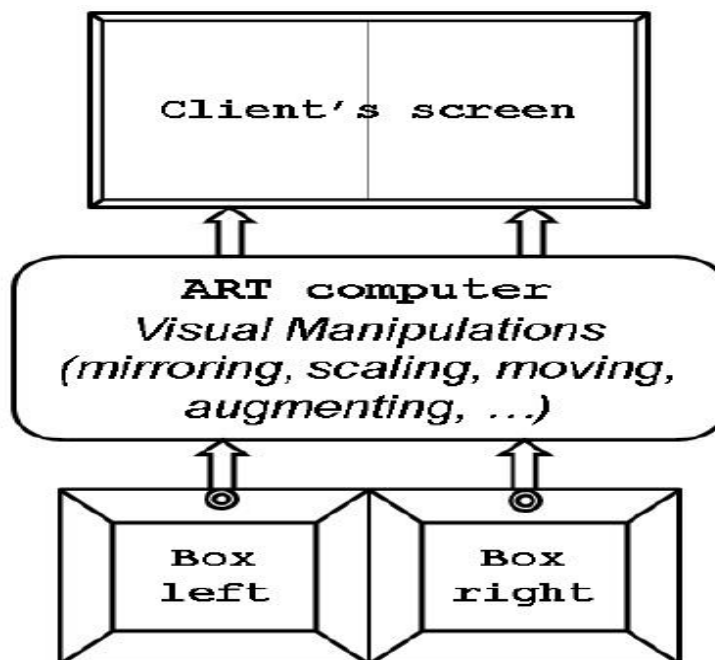 Client's screen
ART computer
Visual Manipulations
(mirroring, scaling, moving,
augmenting, ...)
Box
left
Box
right